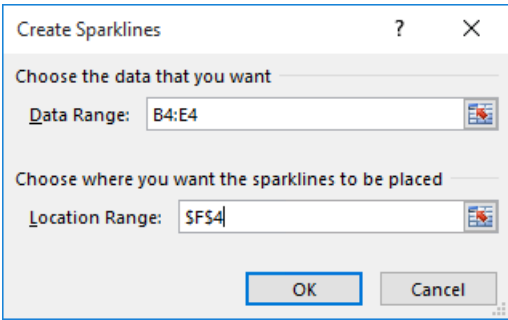 Create Sparklines ?
Choose the data that you want
Data Range: B4:E4
Choose where you want the sparklines to be placed
Location Range: $F$4
OK Cancel